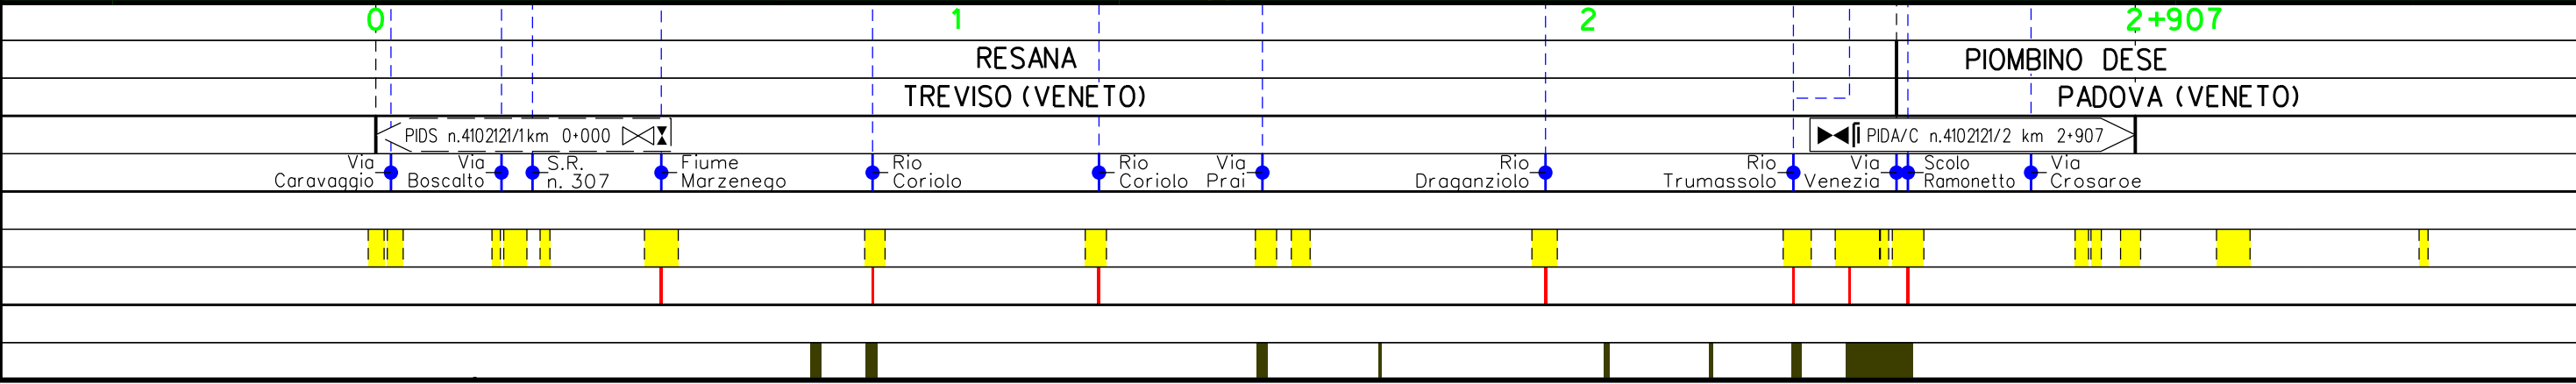 0 1 2 2+907
RESANA PIOMBINO DESE
TREVISO (VENETO) PADOVA (VENETO)
PIDS n.4102121/1 km 0+000 PIDA/C n.4102121/2 km 2+907
Via Caravaggio
Via Boscalto
S.R. n. 307
Fiume Marzenego
Rio Coriolo
Rio Coriolo
Via Prai
Rio Draganziolo
Rio Trumassolo
Via Venezia
Scolo Ramonetto
Via Crosaroe